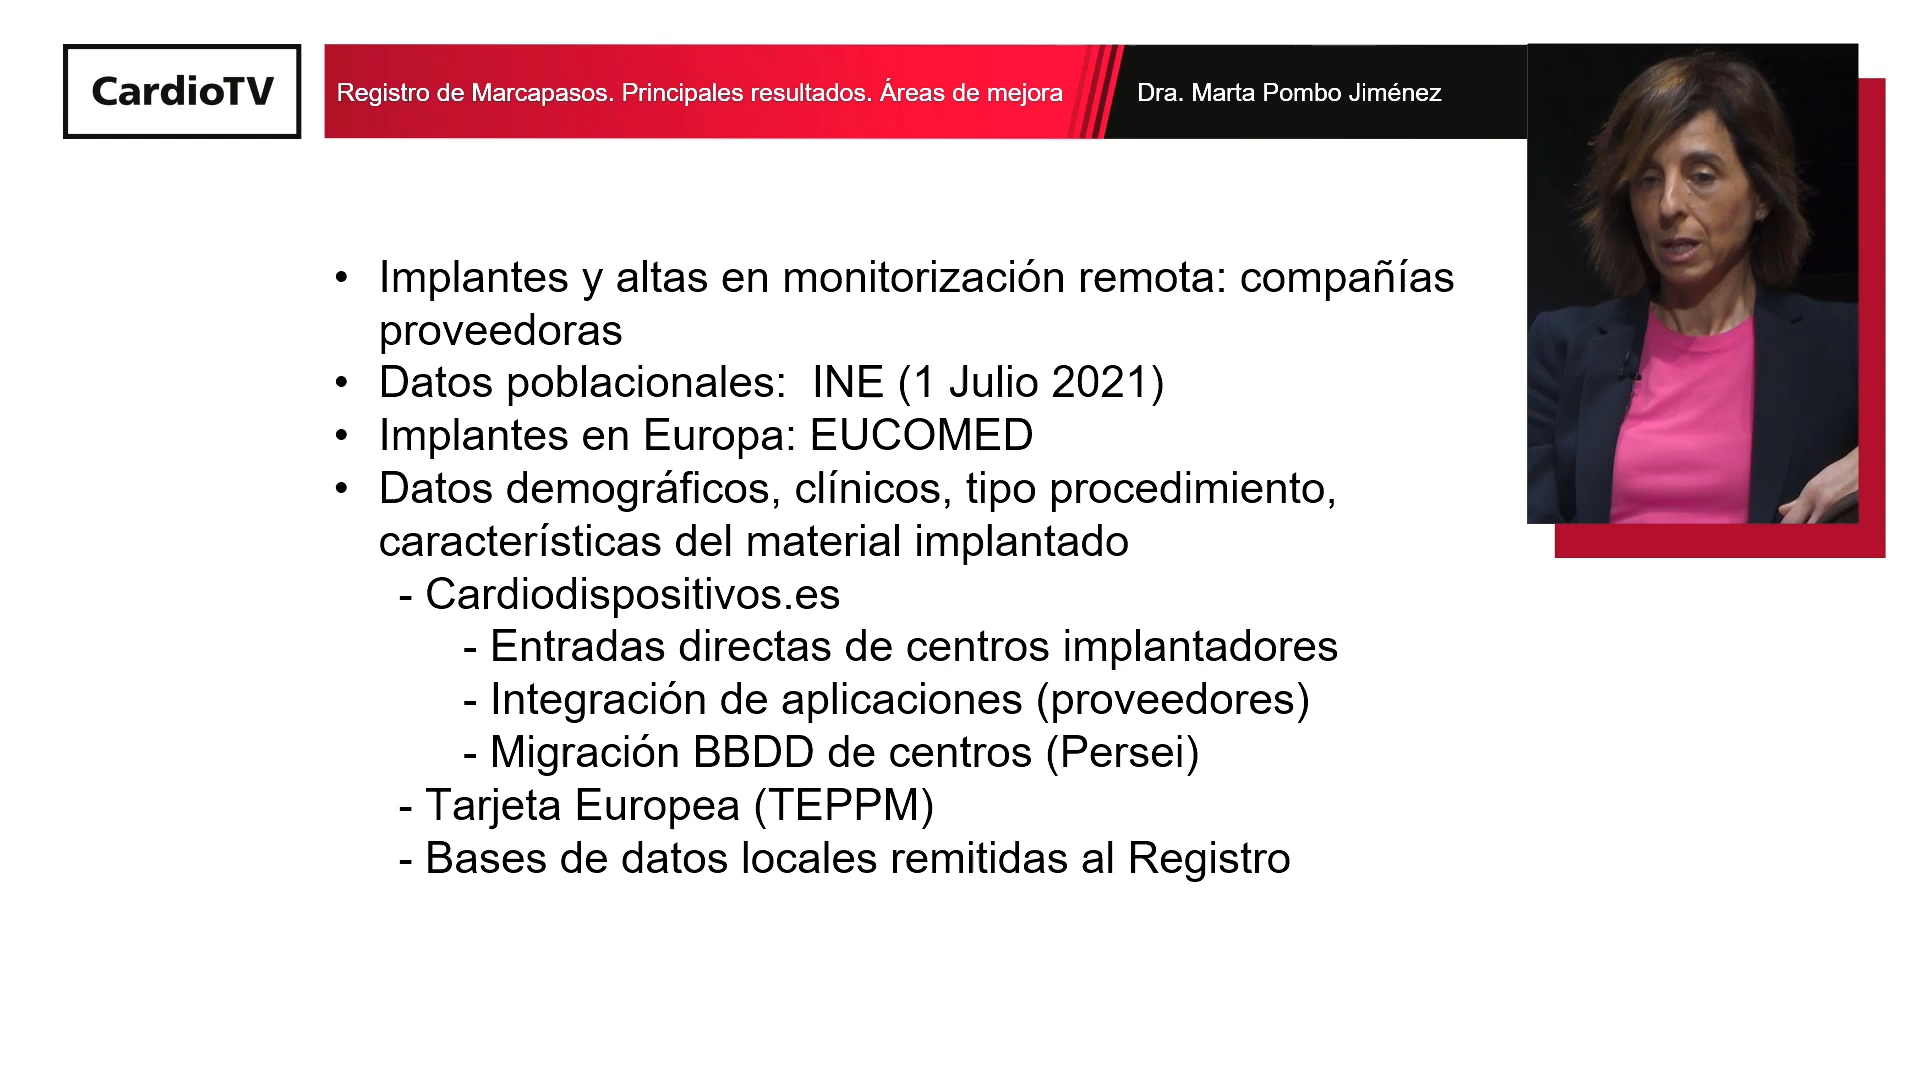 CardioTV
Registro de Marcapasos. Principales resultados. Áreas de mejora
Dra. Marta Pombo Jiménez
• Implantes y altas en monitorización remota: compañías
proveedoras
• Datos poblacionales:  INE (1 Julio 2021)
• Implantes en Europa: EUCOMED
• Datos demográficos, clínicos, tipo procedimiento,
características del material implantado
- Cardiodispositivos.es
- Entradas directas de centros implantadores
- Integración de aplicaciones (proveedores)
- Migración BBDD de centros (Persei)
- Tarjeta Europea (TEPPM)
- Bases de datos locales remitidas al Registro